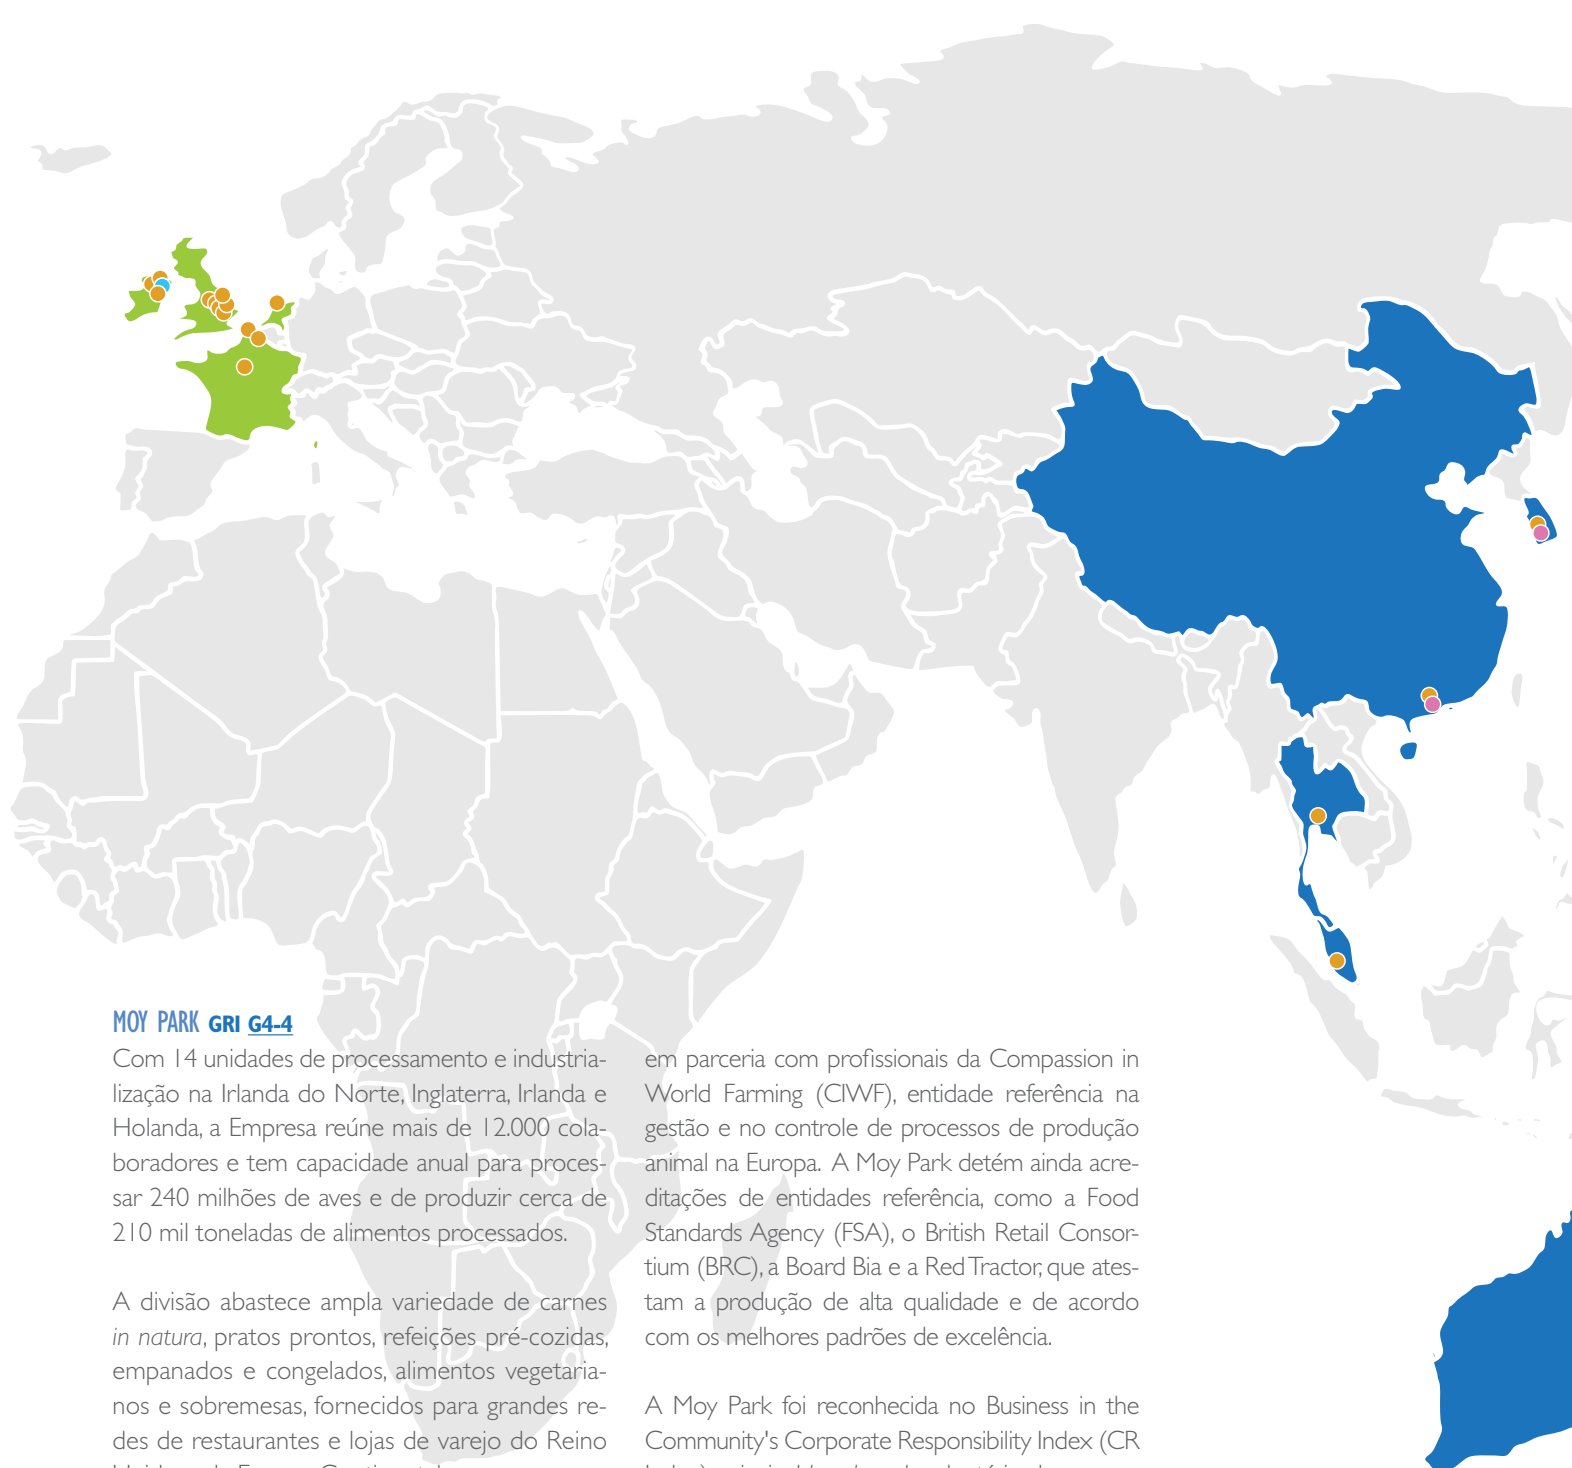 MOY PARK GRI G4-4
Com 14 unidades de processamento e industria-
lização na Irlanda do Norte, Inglaterra, Irlanda e
Holanda, a Empresa reúne mais de 12.000 cola-
boradores e tem capacidade anual para proces-
sar 240 milhões de aves e de produzir cerca de
210 mil toneladas de alimentos processados.
A divisão abastece ampla variedade de carnes
in natura, pratos prontos, refeições pré-cozidas,
empanados e congelados, alimentos vegetaria-
nos e sobremesas, fornecidos para grandes re-
des de restaurantes e lojas de varejo do Reino
em parceria com profissionais da Compassion in
World Farming (CIWF), entidade referência na
gestão e no controle de processos de produção
animal na Europa. A Moy Park detém ainda acre-
ditações de entidades referência, como a Food
Standards Agency (FSA), o British Retail Consor-
tium (BRC), a Board Bia e a Red Tractor, que ates-
tam a produção de alta qualidade e de acordo
com os melhores padrões de excelência.
A Moy Park foi reconhecida no Business in the
Community's Corporate Responsibility Index (CR